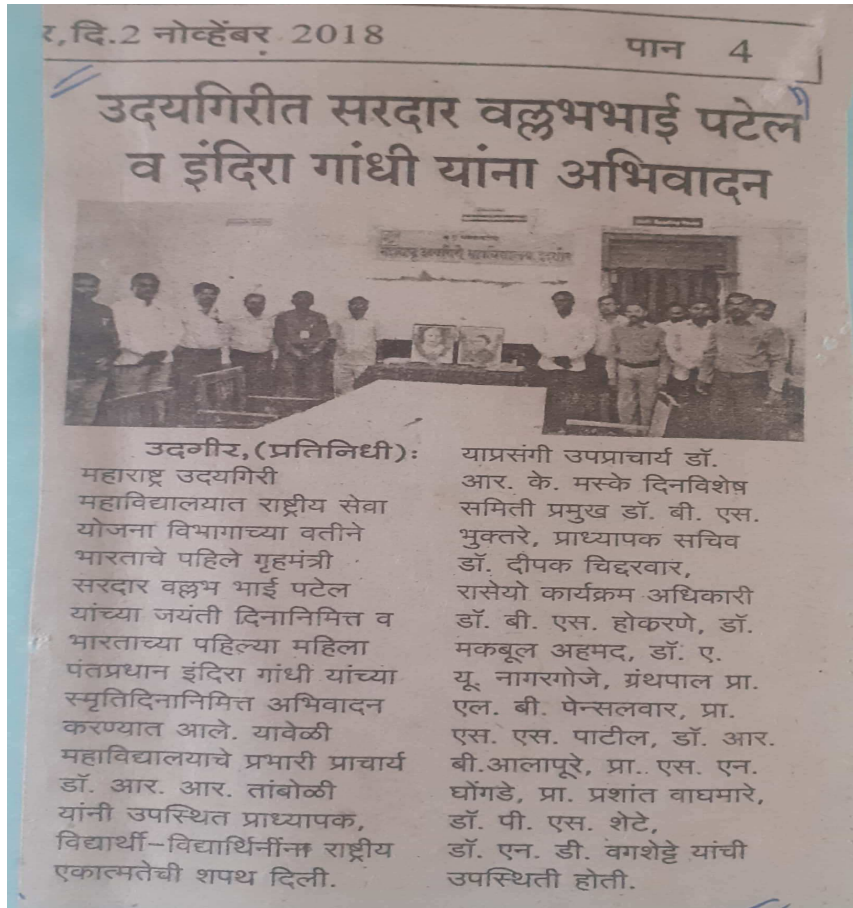 र,दि.2 नोव्हेंबर 2018
पान 4
उदयगिरीत सरदार वल्लभभाई पटेल
व इंदिरा गांधी यांना अभिवादन
उदगीर,(प्रतिनिधी):
महाराष्ट्र उदयगिरी
महाविद्यालयात राष्ट्रीय सेवा
योजना विभागाच्या वतीने
भारताचे पहिले गृहमंत्री
सरदार वल्लभ भाई पटेल
यांच्या जयंती दिनानिमित्त व
भारताच्या पहिल्या महिला
पंतप्रधान इंदिरा गांधी यांच्या
स्मृतिदिनानिमित्त अभिवादन
करण्यात आले. यावेळी
महाविद्यालयाचे प्रभारी प्राचार्य
डॉ. आर. आर. तांबोळी
यांनी उपस्थित प्राध्यापक,
विद्यार्थी-विद्यार्थिनींना राष्ट्रीय
एकात्मतेची शपथ दिली.
याप्रसंगी उपप्राचार्य डॉ.
आर. के. मस्के दिनविशेष
समिती प्रमुख डॉ. बी. एस.
भुक्तरे, प्राध्यापक सचिव
डॉ. दीपक चिद्दरवार,
रासेयो कार्यक्रम अधिकारी
डॉ. बी. एस. होकरणे, डॉ.
मकबूल अहमद, डॉ. ए.
यू. नागरगोजे, ग्रंथपाल प्रा.
एल. बी. पेन्सलवार, प्रा.
एस. एस. पाटील, डॉ. आर.
बी.आलापूरे, प्रा.. एस. एन.
घोंगडे, प्रा. प्रशांत वाघमारे,
डॉ. पी. एस. शेटे,
डॉ. एन. डी. वगशेट्टे यांची
उपस्थिती होती.